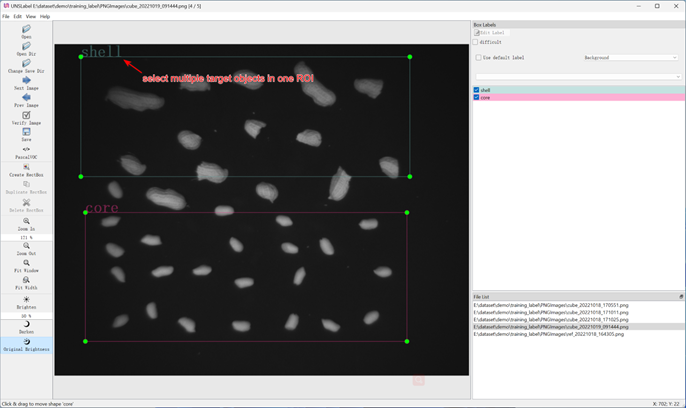 UNSLabel E:\dataset\demo\training_label\PNGImages\cube_20221019_091444.png [4 / 5]
File Edit View Help
Open
Open Dir
Change Save Dir
Next Image
Prev Image
Verify Image
Save
</>
PascalVOC
Create RectBox
Duplicate RectBox
Delete RectBox
Zoom In
171 %
Zoom Out
Fit Window
Fit Width
Brighten
Darken
Original Brightness
shell
select multiple target objects in one ROI
core
Box Labels
Edit Label
difficult
Use default label
Background
shell
core
File List
E:\dataset\demo\training_label\PNGImages\cube_20221018_170551.png
E:\dataset\demo\training_label\PNGImages\cube_20221018_171011.png
E:\dataset\demo\training_label\PNGImages\cube_20221018_171025.png
E:\dataset\demo\training_label\PNGImages\cube_20221019_091444.png
E:\dataset\demo\training_label\PNGImages\ref_20221018_164305.png
Click & drag to move shape 'core'
X: 702; Y: 22